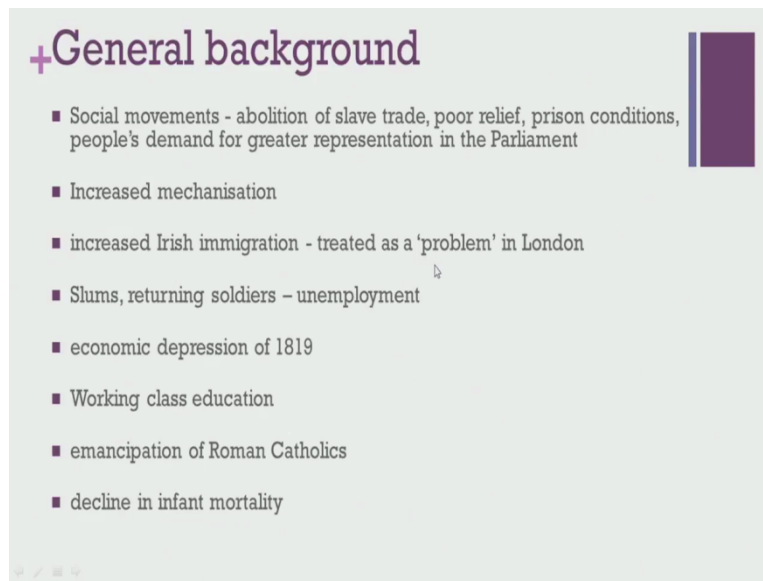 +General background
■ Social movements - abolition of slave trade, poor relief, prison conditions,
people's demand for greater representation in the Parliament
■ Increased mechanisation
■ increased Irish immigration - treated as a 'problem' in London
■ Slums, returning soldiers – unemployment
■ economic depression of 1819
■ Working class education
■ emancipation of Roman Catholics
■ decline in infant mortality